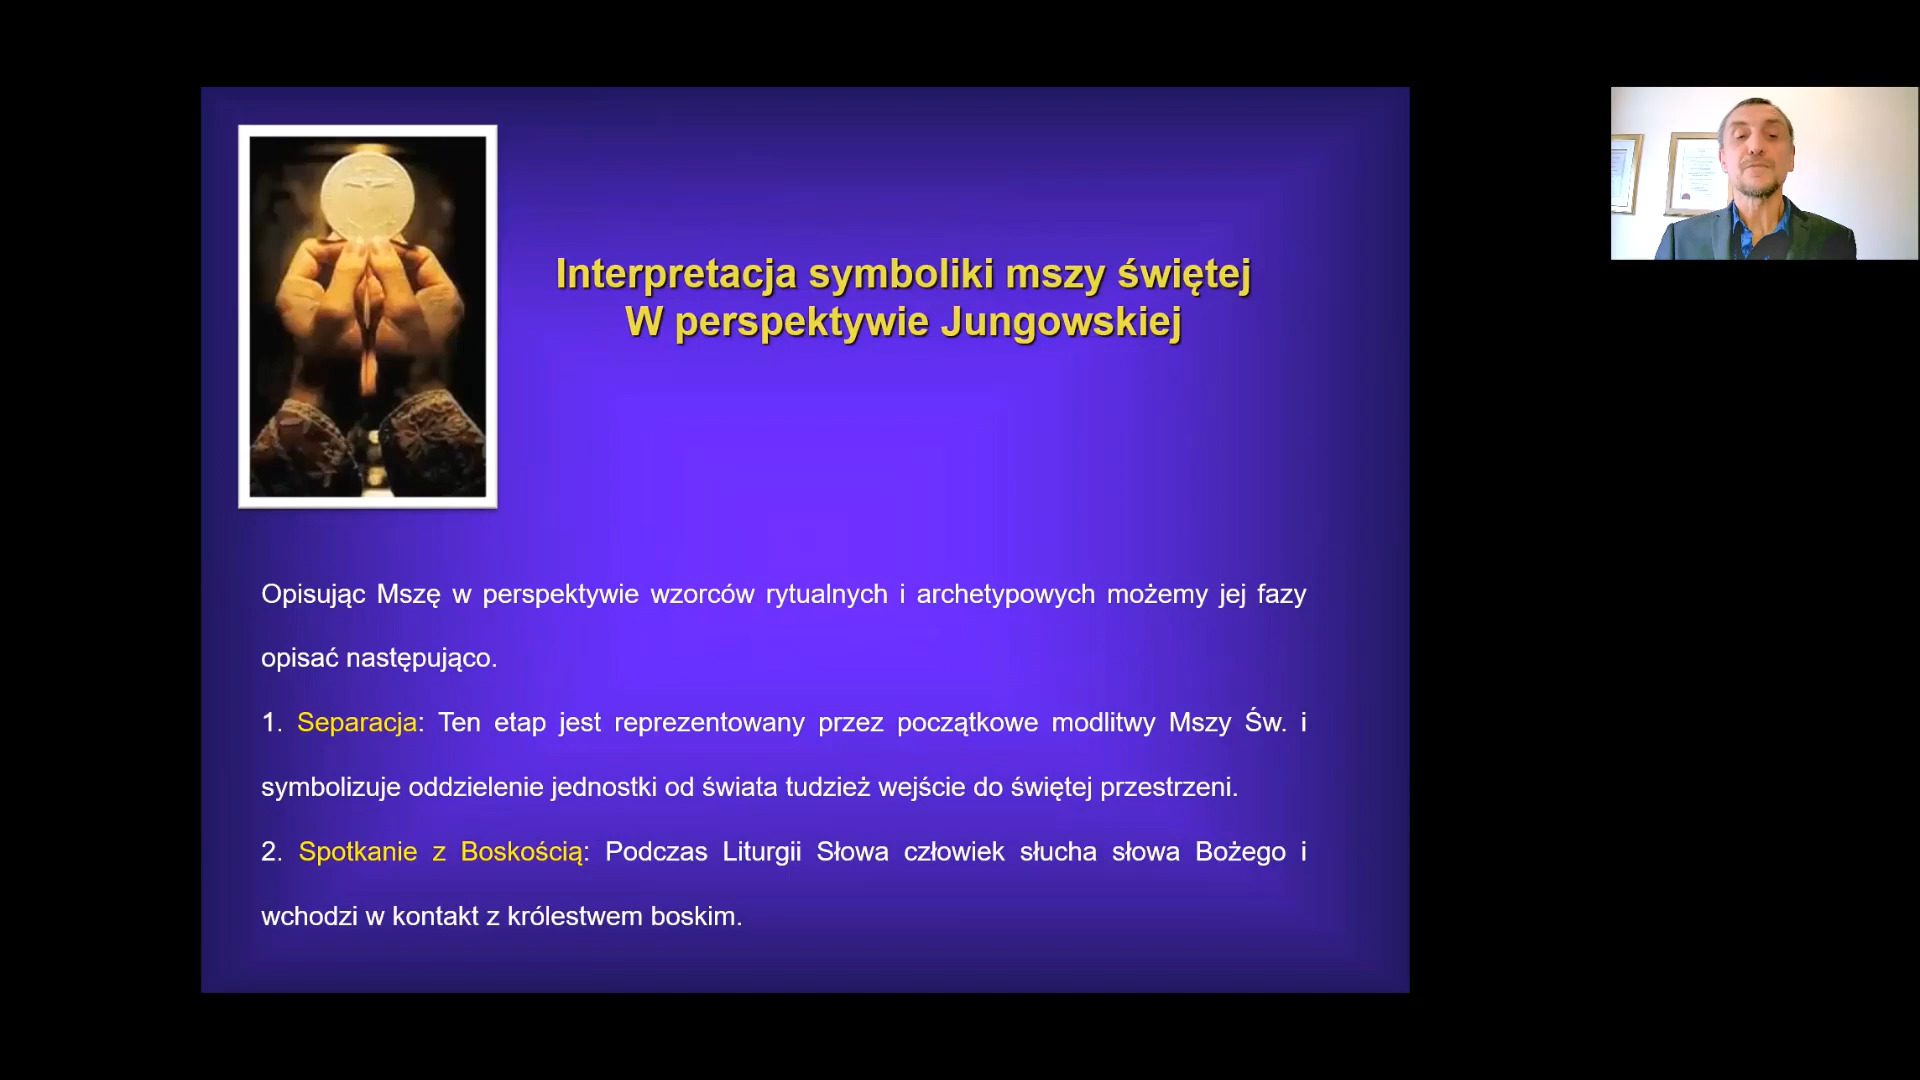 Interpretacja symboliki mszy świętej
W perspektywie Jungowskiej
Opisując Mszę w perspektywie wzorców rytualnych i archetypowych możemy jej fazy
opisać następująco.
1. Separacja: Ten etap jest reprezentowany przez początkowe modlitwy Mszy Św. i
symbolizuje oddzielenie jednostki od świata tudzież wejście do świętej przestrzeni.
2. Spotkanie z Boskością: Podczas Liturgii Słowa człowiek słucha słowa Bożego i
wchodzi w kontakt z królestwem boskim.